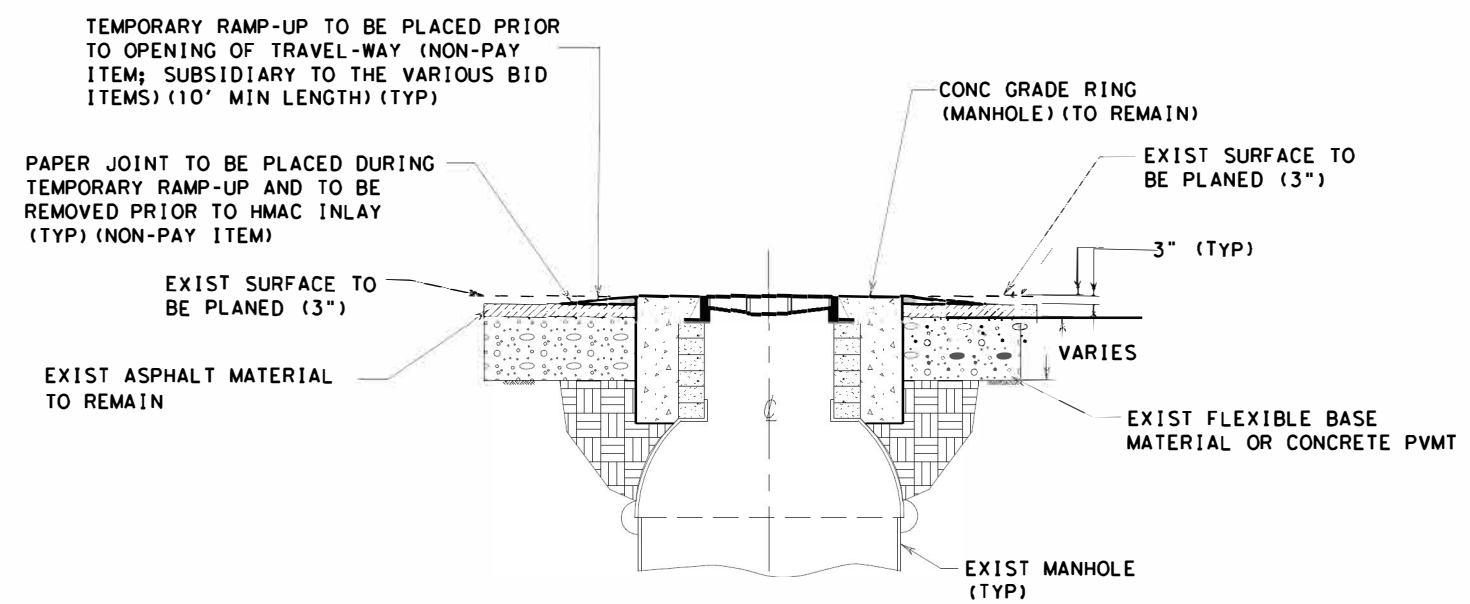 TEMPORARY RAMP-UP TO BE PLACED PRIOR
TO OPENING OF TRAVEL-WAY (NON-PAY
ITEM; SUBSIDIARY TO THE VARIOUS BID
ITEMS) (10' MIN LENGTH) (TYP)
CONC GRADE RING
(MANHOLE) (TO REMAIN)
PAPER JOINT TO BE PLACED DURING
TEMPORARY RAMP-UP AND TO BE
REMOVED PRIOR TO HMAC INLAY
(TYP) (NON-PAY ITEM)
EXIST SURFACE TO
BE PLANED (3")
3" (TYP)
EXIST SURFACE TO
BE PLANED (3")
VARIES
EXIST ASPHALT MATERIAL
TO REMAIN
℄
EXIST FLEXIBLE BASE
MATERIAL OR CONCRETE PVMT
EXIST MANHOLE
(TYP)